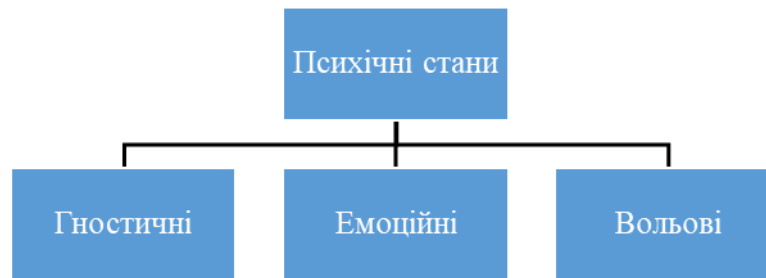 Психічні стани
Гностичні
Емоційні
Вольові